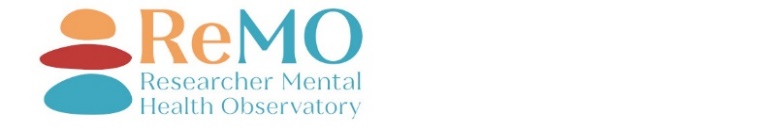 ReMO
Researcher Mental
Health Observatory